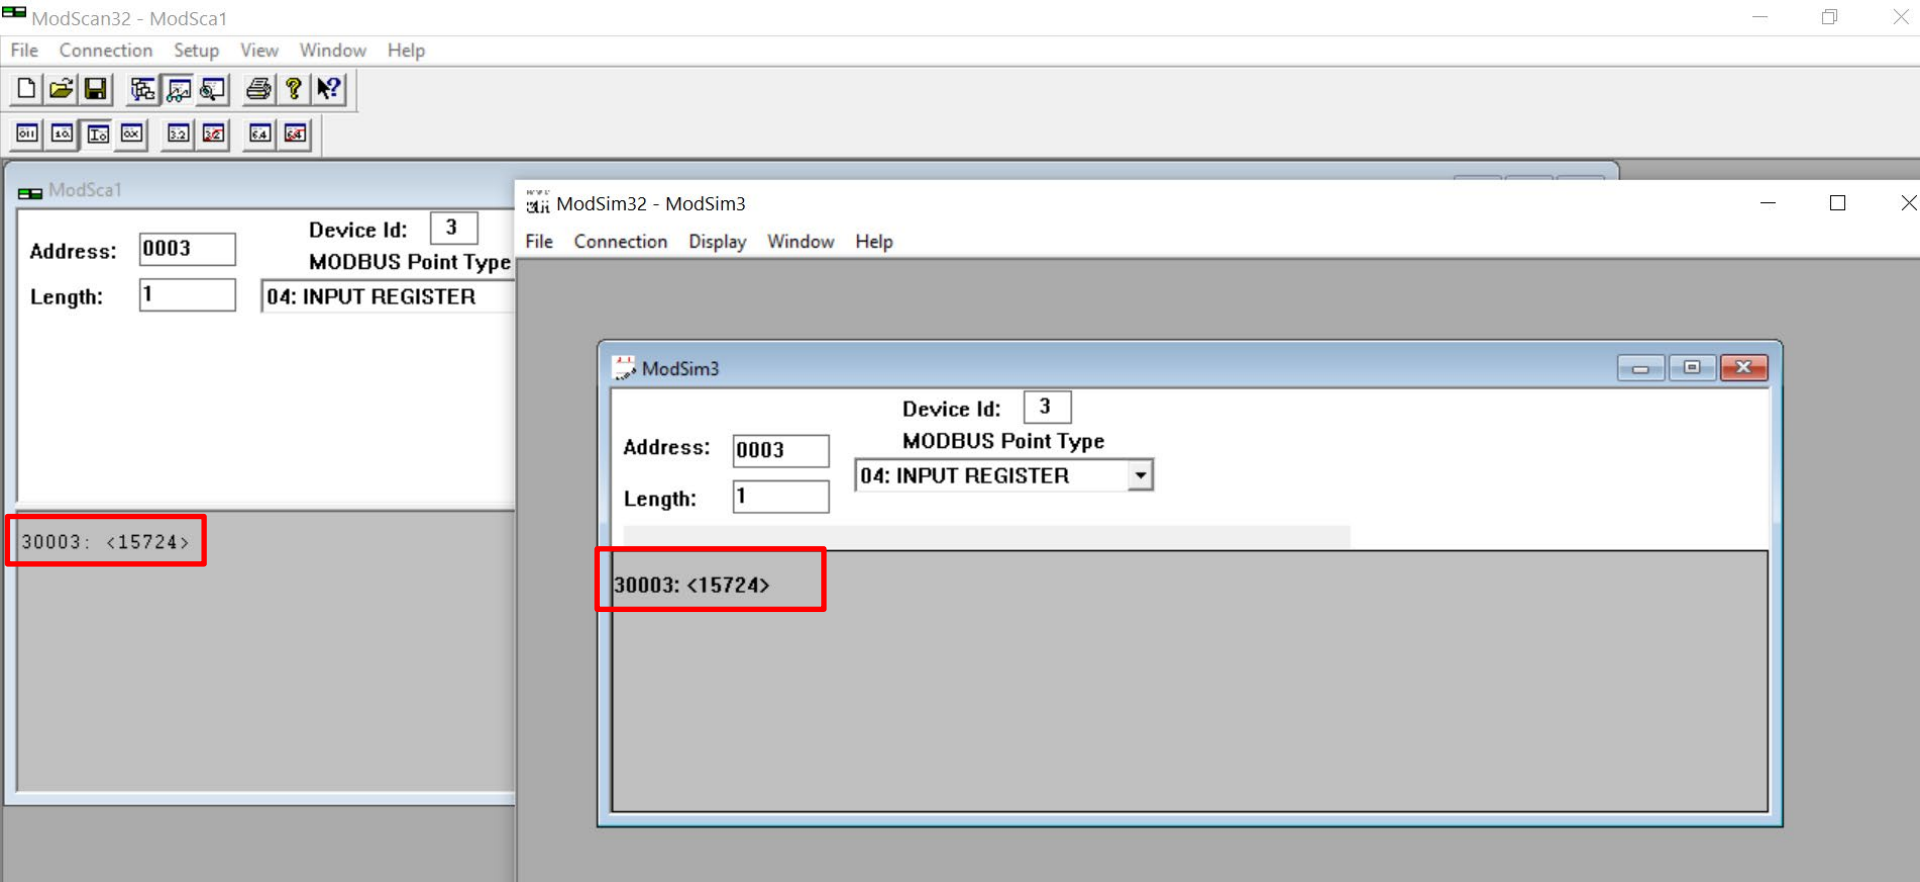 ModScan32 - ModSca1
File Connection Setup View Window Help
ModSca1
Address: 0003
Device Id: 3
MODBUS Point Type
Length: 1
04: INPUT REGISTER
30003: <15724>
ModSim32 - ModSim3
File Connection Display Window Help
ModSim3
Device Id: 3
Address: 0003
MODBUS Point Type
04: INPUT REGISTER
Length: 1
30003: <15724>